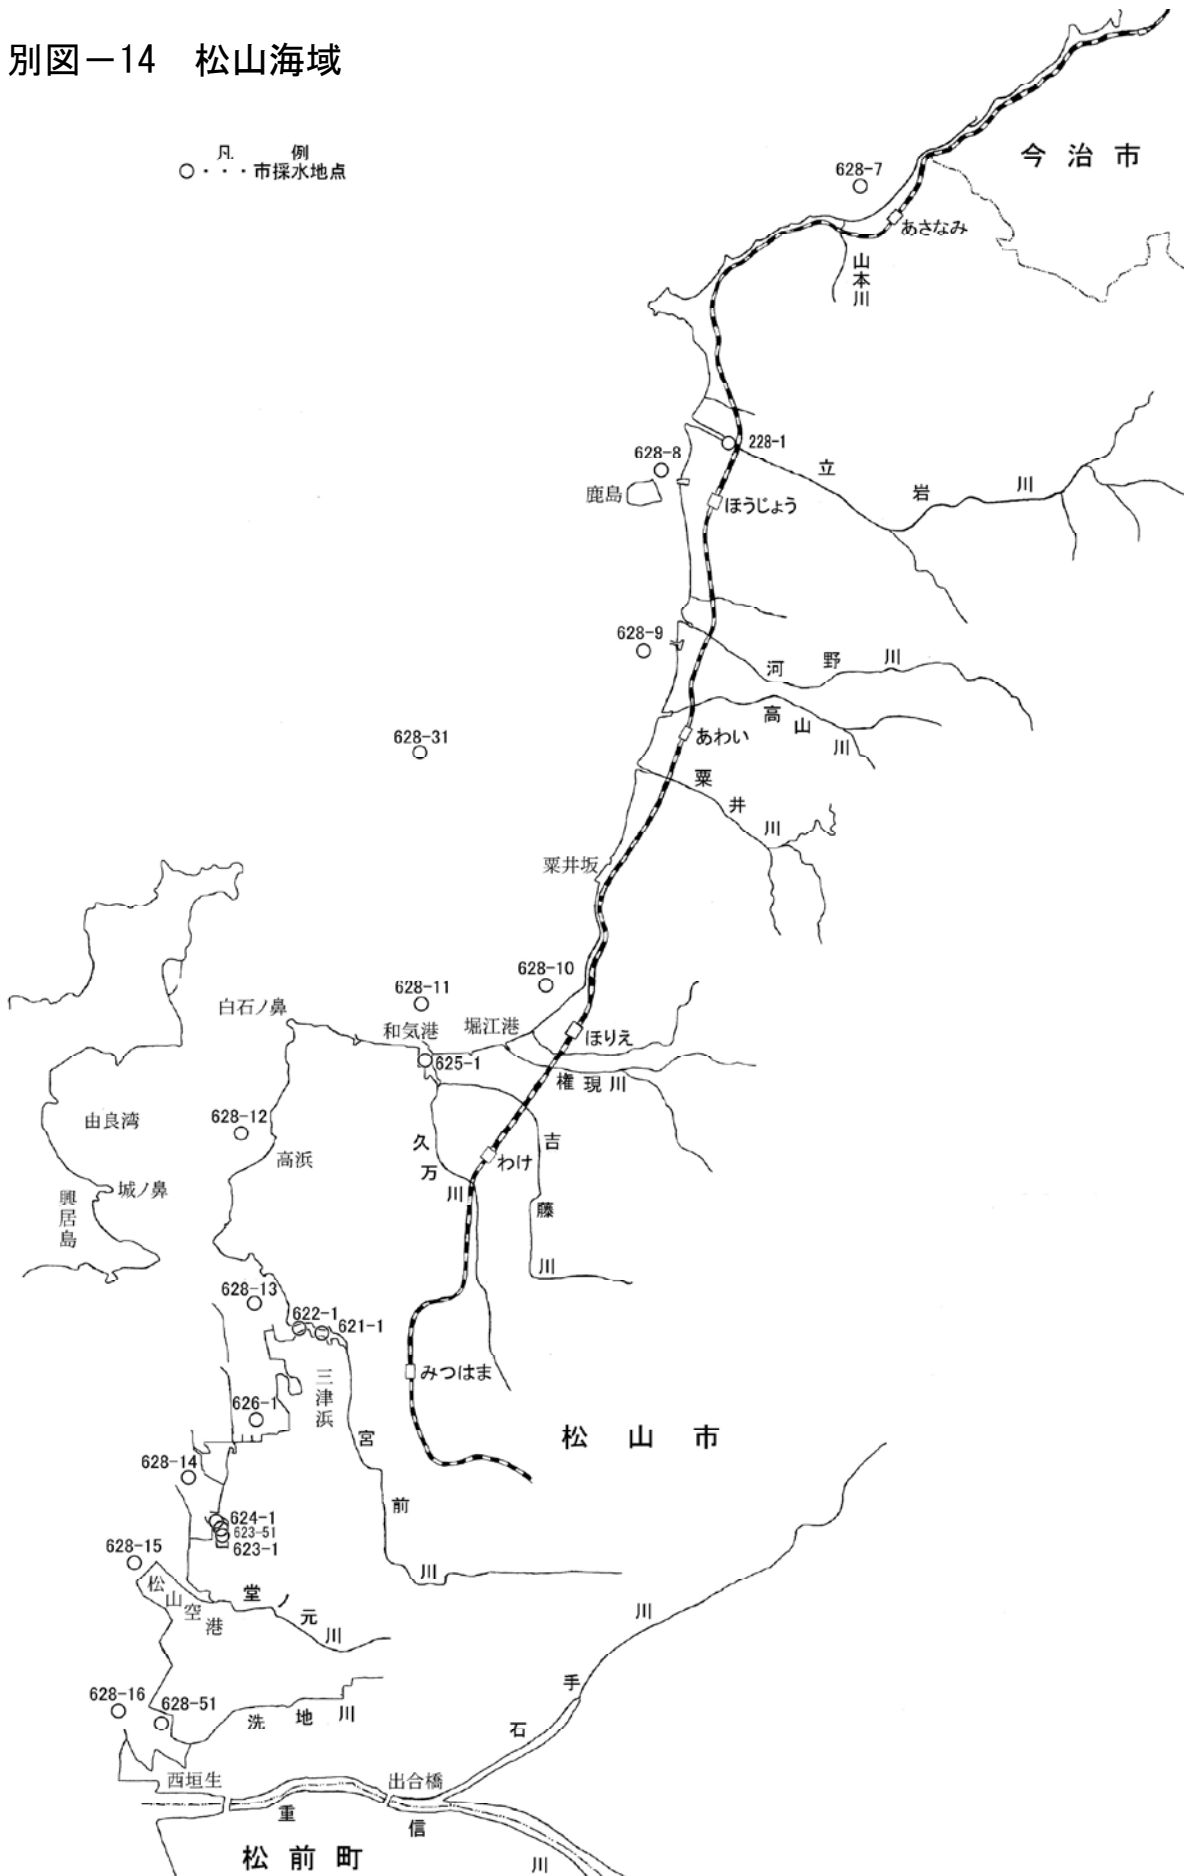 別図－14　松山海域
凡　例
○・・・市採水地点
今治市
628-7
あさなみ
山本川
228-1
628-8
鹿島
立岩川
ほうじょう
628-9
河野川
高山川
628-31
あわい
粟井川
粟井坂
628-10
628-11
白石ノ鼻
和気港
堀江港
ほりえ
625-1
権現川
由良湾
628-12
高浜
久万川
わけ
吉藤川
城ノ鼻
興居島
628-13
622-1
621-1
三津浜
みつはま
626-1
宮前川
松山市
628-14
624-1
623-51
623-1
628-15
松山空港
堂ノ元川
石手川
628-16
628-51
洗地川
西垣生
出合橋
重信川
松前町